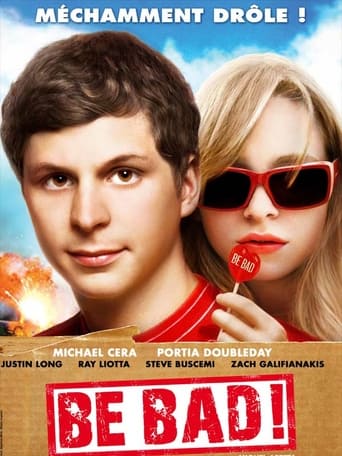 MÉCHAMMENT DRÔLE !
BE BAD
MICHAEL CERA PORTIA DOUBLEDAY
JUSTIN LONG RAY LIOTTA STEVE BUSCEMI ZACH GALIFIANAKIS
BE BAD!